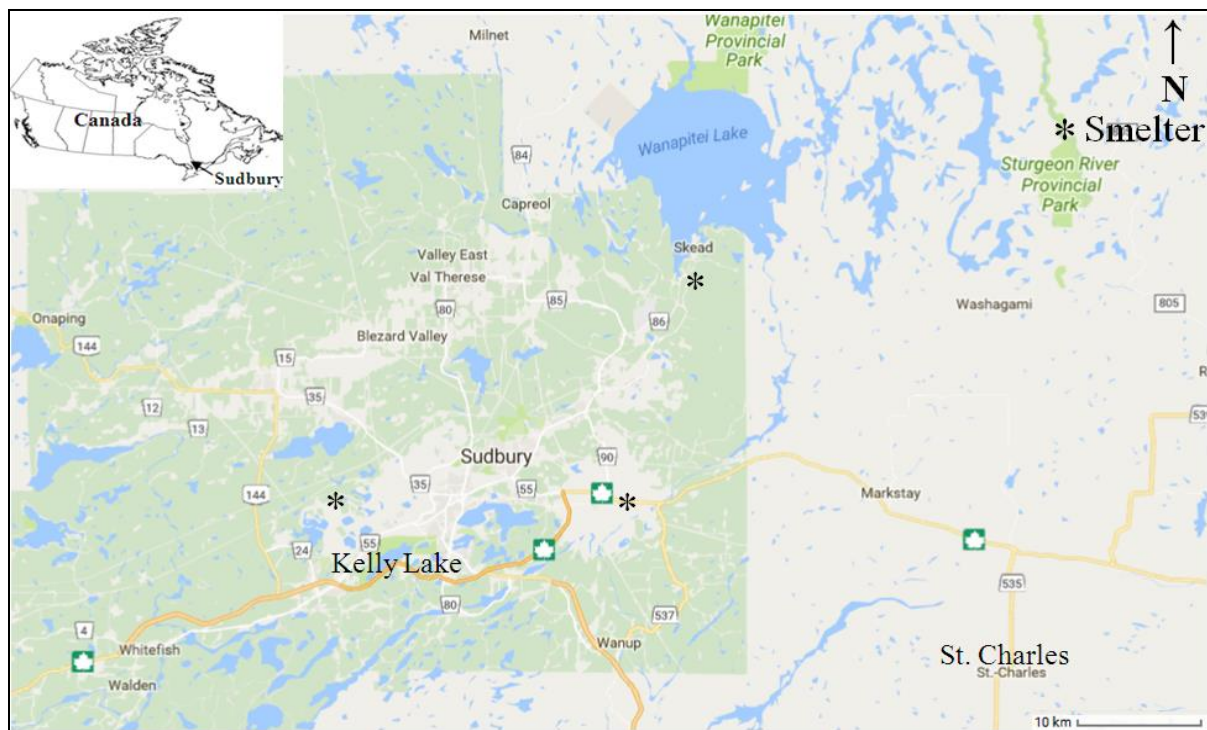 Canada
Sudbury
Milnet
Wanapitei
Provincial
Park
↑
N
* Smelter
84
Wanapitei Lake
Sturgeon River
Provincial
Park
Capreol
Valley East
Val Therese
Skead
*
85
80
86
Onaping
144
Blezard Valley
Washagami
805
15
35
12
13
Sudbury
90
35
55
144
*
*
Markstay
24
55
Kelly Lake
80
535
537
4
Whitefish
Wanup
Walden
St. Charles
St.-Charles
10 km